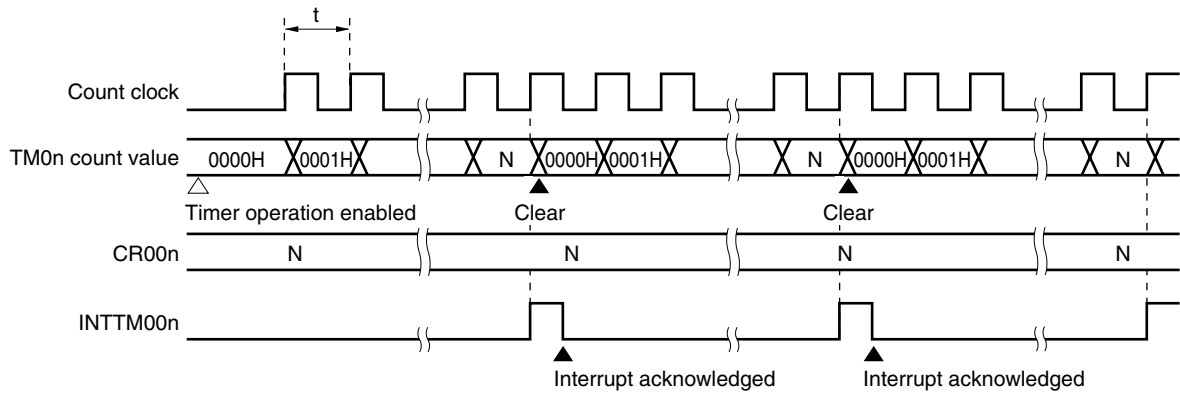 t
Count clock
TM0n count value 0000H 0001H N 0000H 0001H N 0000H 0001H N
Timer operation enabled Clear Clear
CR00n N N N N
INTTM00n
Interrupt acknowledged Interrupt acknowledged